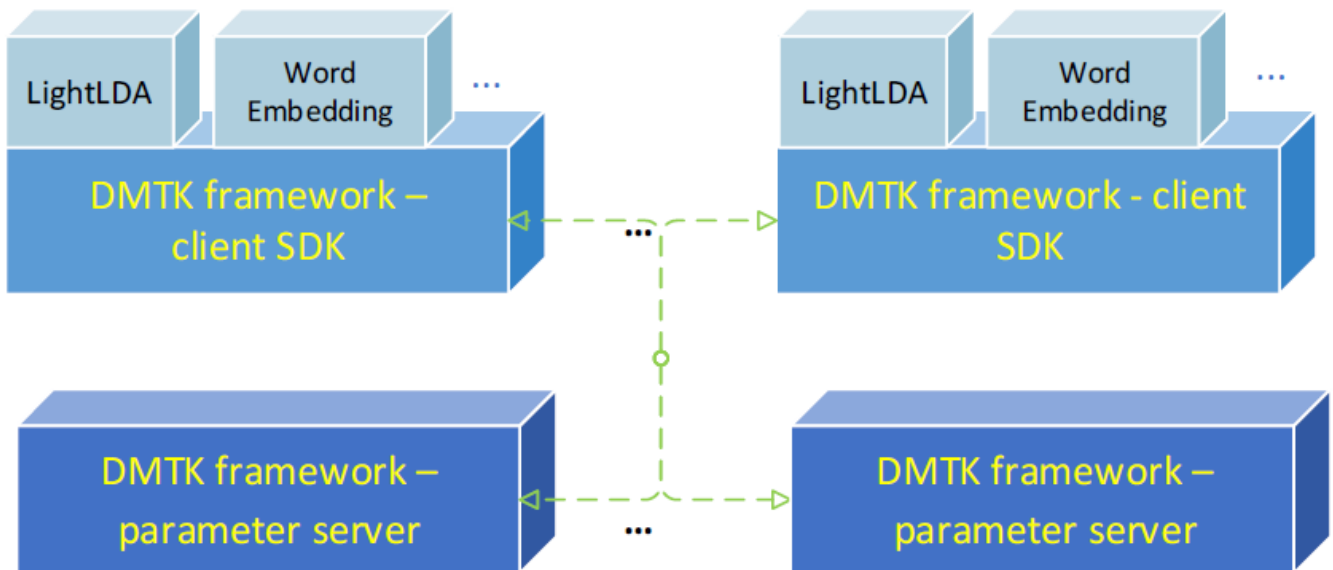 LightLDA
Word
Embedding
...
LightLDA
Word
Embedding
...
DMTK framework –
client SDK
...
DMTK framework - client
SDK
DMTK framework –
parameter server
...
DMTK framework –
parameter server